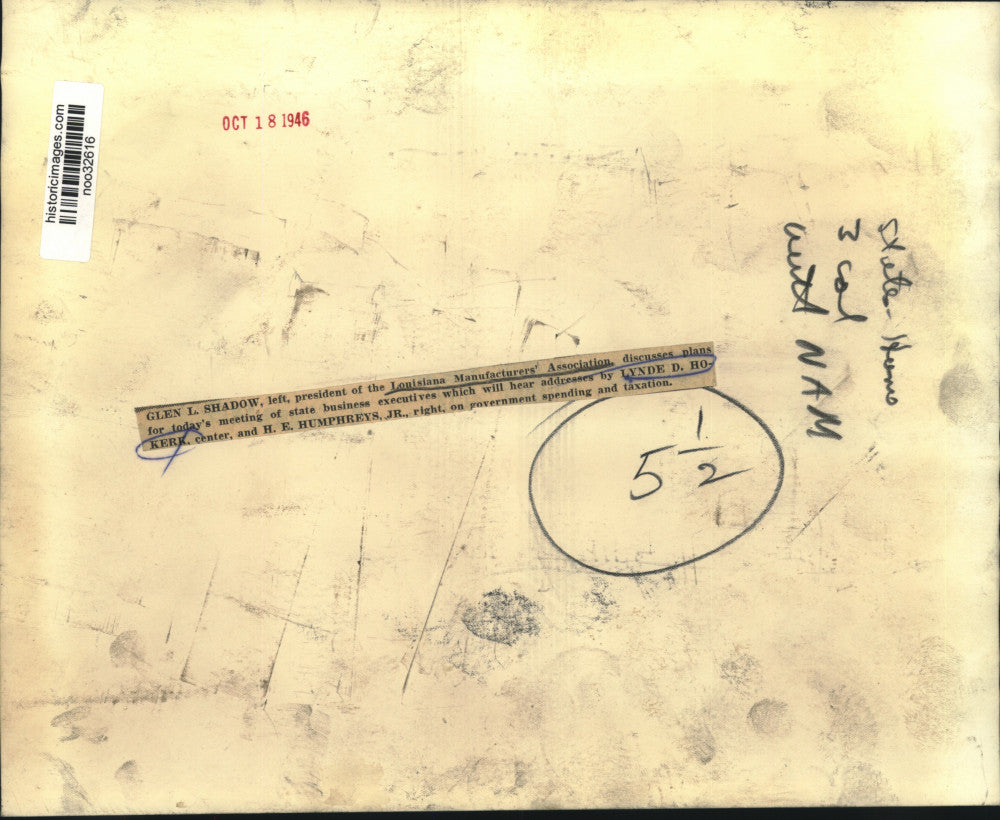 historicimages.com
noo32616
OCT 18 1946
GLEN L. SHADOW, left, president of the Louisiana Manufacturers' Association, discusses plans
for today's meeting of state business executives which will hear addresses by LYNDE D. HO-
KERK, center, and H. E. HUMPHREYS, JR., right, on government spending and taxation.
5 1/2
3 col
with NAM